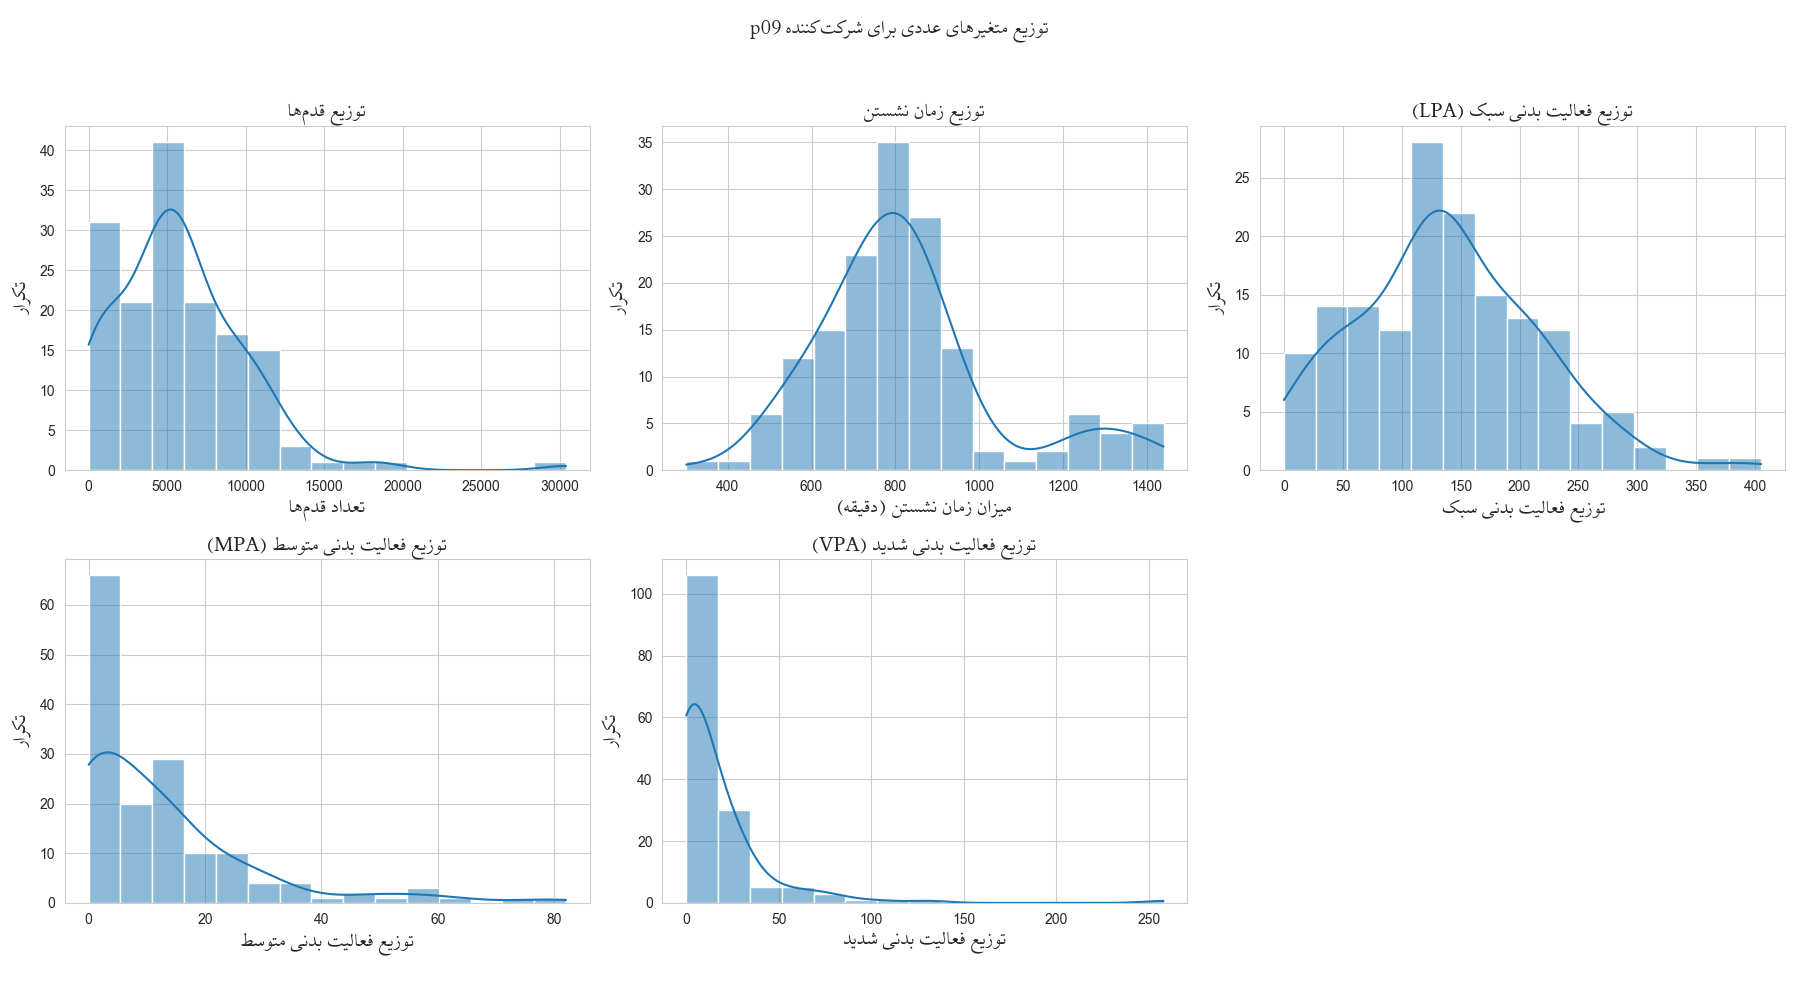 توزیع متغیرهای عددی برای شرکت‌کننده p09
توزیع قدم‌ها
توزیع زمان نشستن
توزیع فعالیت بدنی سبک (LPA)
تکرار
0 5 10 15 20 25 30 35 40
0 5000 10000 15000 20000 25000 30000
تعداد قدم‌ها
تکرار
0 5 10 15 20 25 30 35
400 600 800 1000 1200 1400
میزان زمان نشستن (دقیقه)
تکرار
0 5 10 15 20 25
0 50 100 150 200 250 300 350 400
توزیع فعالیت بدنی سبک
توزیع فعالیت بدنی متوسط (MPA)
توزیع فعالیت بدنی شدید (VPA)
تکرار
0 10 20 30 40 50 60
0 20 40 60 80
توزیع فعالیت بدنی متوسط
تکرار
0 20 40 60 80 100
0 50 100 150 200 250
توزیع فعالیت بدنی شدید